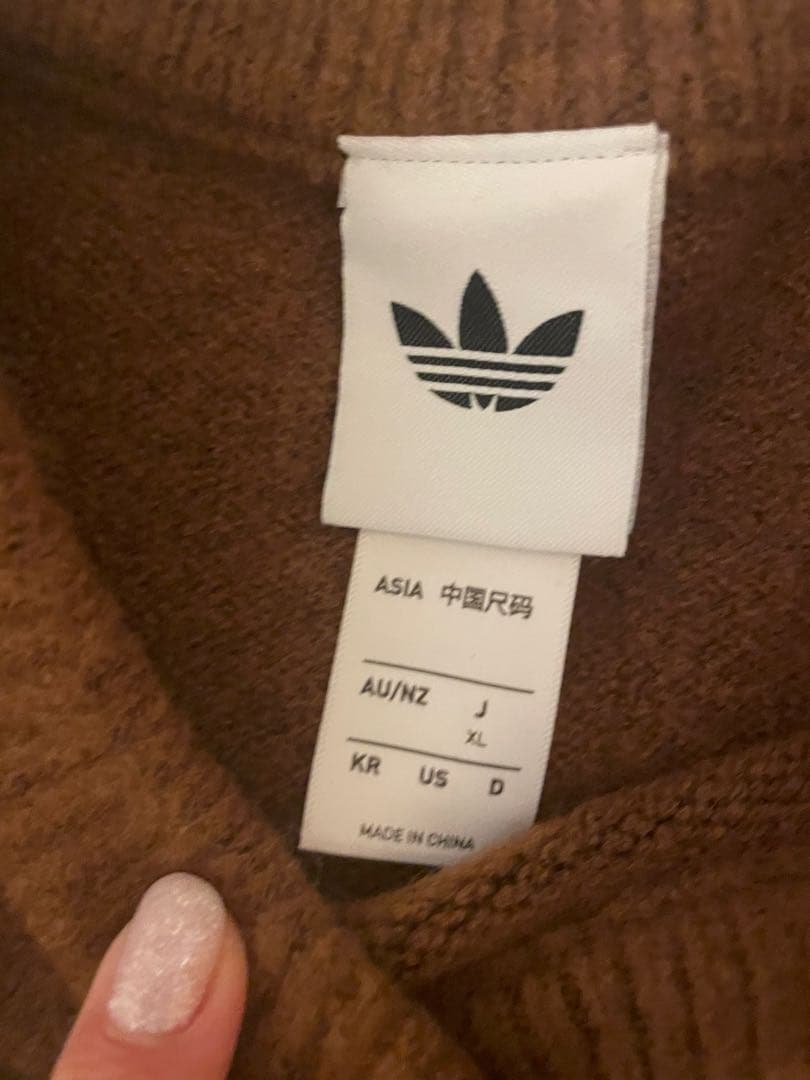 ASIA 中国尺码
AU/NZ J
XL
KR US D
MADE IN CHINA